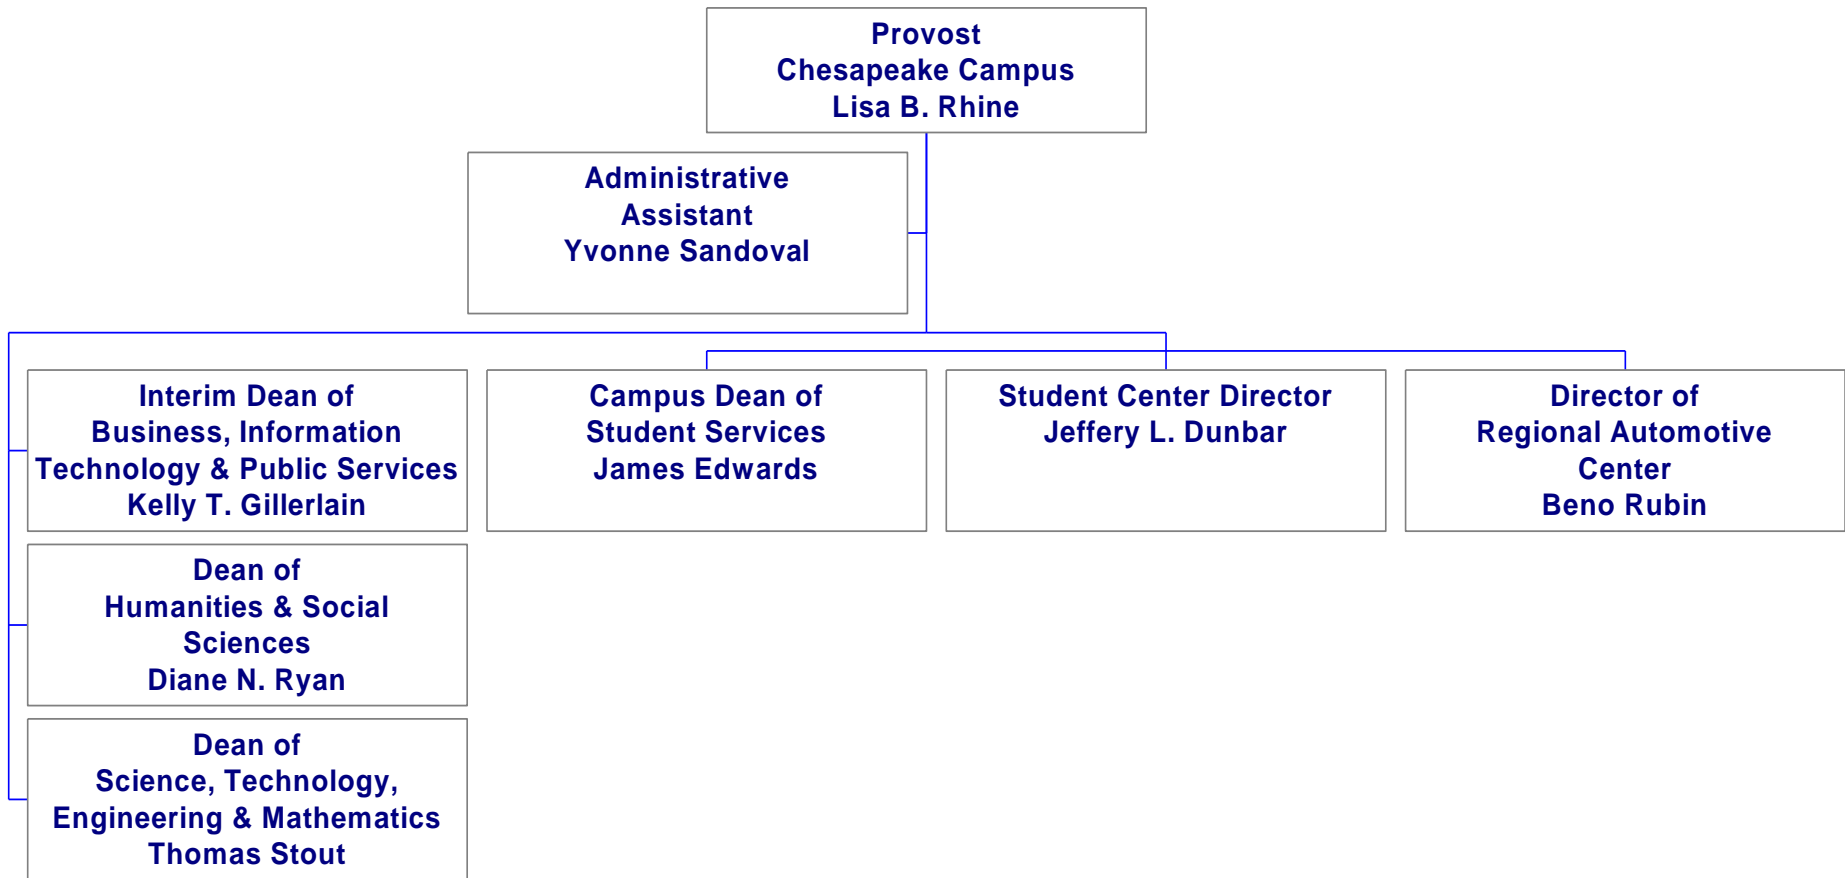 Provost
Chesapeake Campus
Lisa B. Rhine
Administrative
Assistant
Yvonne Sandoval
Interim Dean of
Business, Information
Technology & Public Services
Kelly T. Gillerlain
Campus Dean of
Student Services
James Edwards
Student Center Director
Jeffery L. Dunbar
Director of
Regional Automotive
Center
Beno Rubin
Dean of
Humanities & Social
Sciences
Diane N. Ryan
Dean of
Science, Technology,
Engineering & Mathematics
Thomas Stout